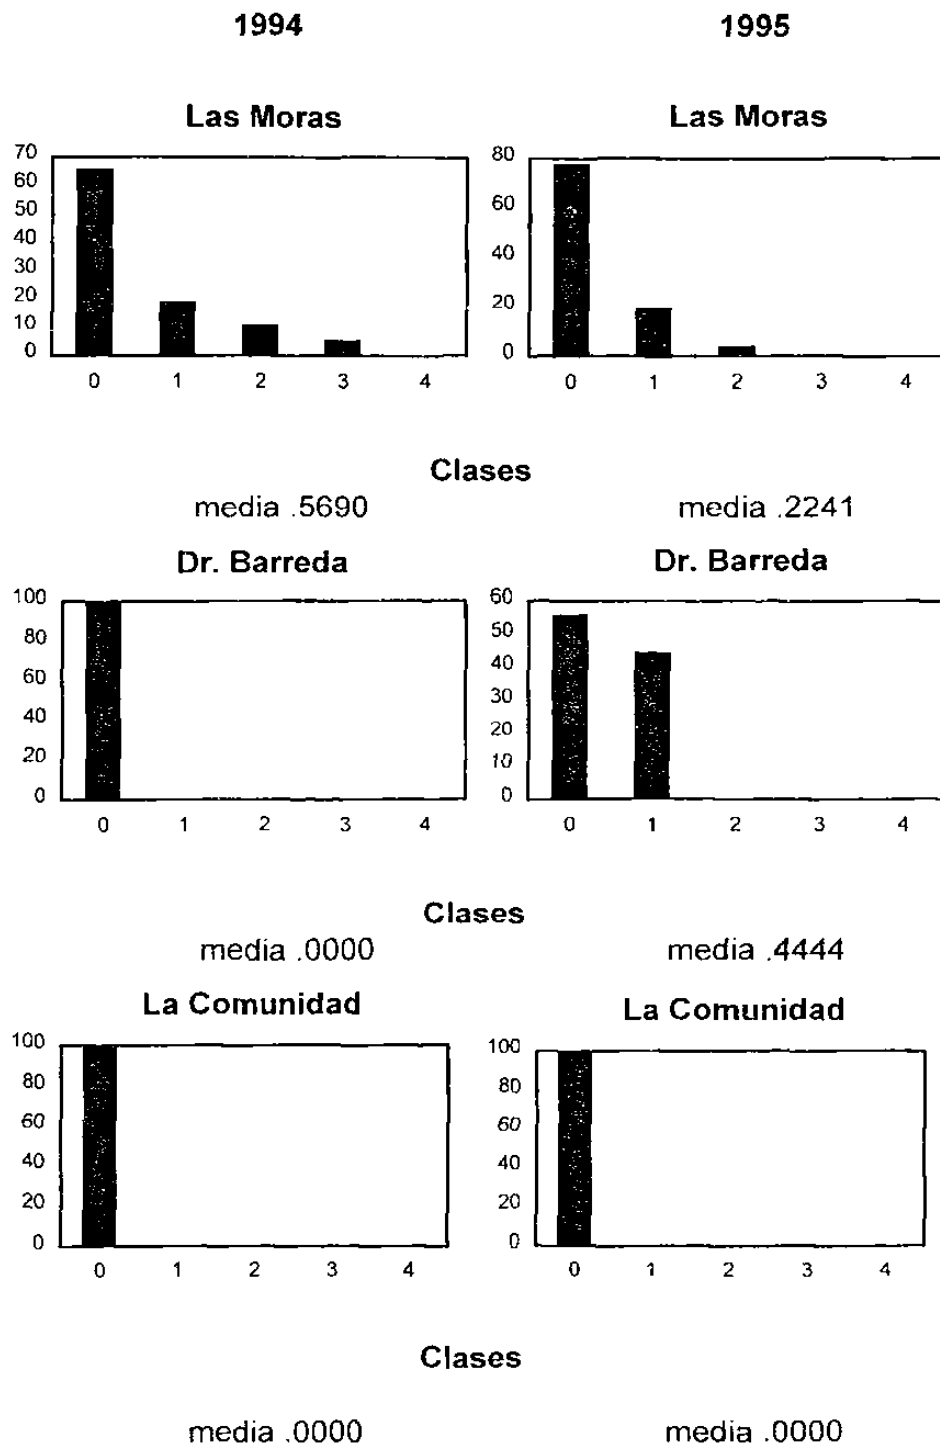 1994 1995
Las Moras Las Moras
70
60
50
40
30
20
10
0
0 1 2 3 4
80
60
40
20
0
0 1 2 3 4
Clases
media .5690 media .2241
Dr. Barreda Dr. Barreda
100
80
60
40
20
0
0 1 2 3 4
60
50
40
30
20
10
0
0 1 2 3 4
Clases
media .0000 media .4444
La Comunidad La Comunidad
100
80
60
40
20
0
0 1 2 3 4
100
80
60
40
20
0
0 1 2 3 4
Clases
media .0000 media .0000